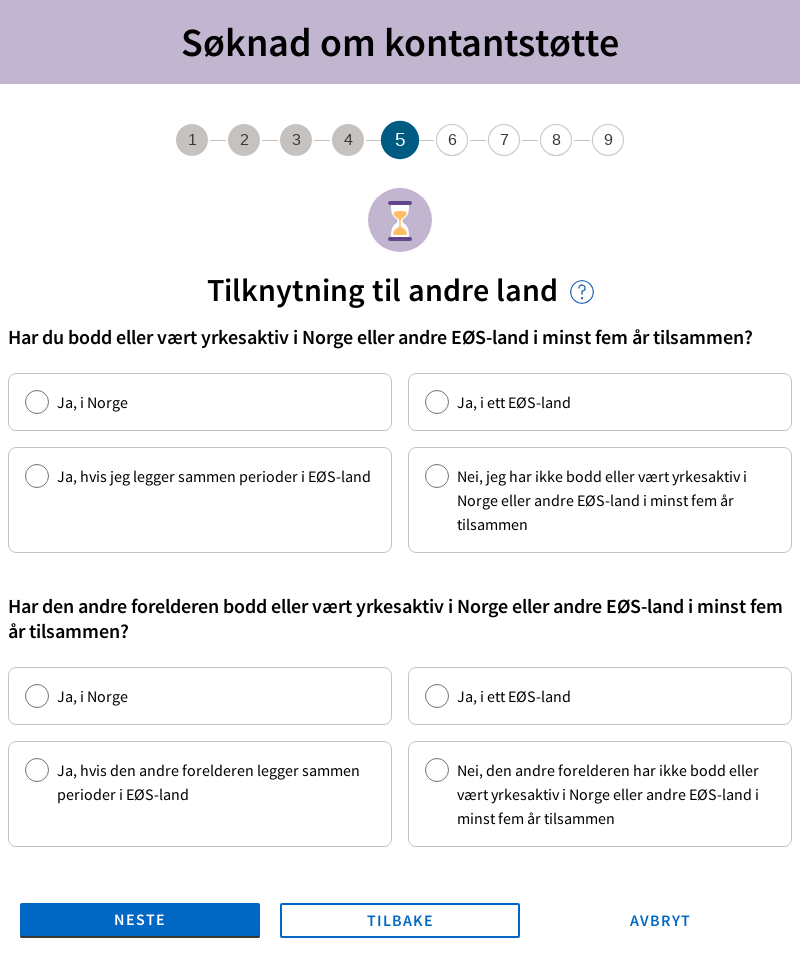 Søknad om kontantstøtte
1 2 3 4 5 6 7 8 9
Tilknytning til andre land ?
Har du bodd eller vært yrkesaktiv i Norge eller andre EØS-land i minst fem år tilsammen?
Ja, i Norge
Ja, i ett EØS-land
Ja, hvis jeg legger sammen perioder i EØS-land
Nei, jeg har ikke bodd eller vært yrkesaktiv i
Norge eller andre EØS-land i minst fem år
tilsammen
Har den andre forelderen bodd eller vært yrkesaktiv i Norge eller andre EØS-land i minst fem
år tilsammen?
Ja, i Norge
Ja, i ett EØS-land
Ja, hvis den andre forelderen legger sammen
perioder i EØS-land
Nei, den andre forelderen har ikke bodd eller
vært yrkesaktiv i Norge eller andre EØS-land i
minst fem år tilsammen
NESTE
TILBAKE
AVBRYT